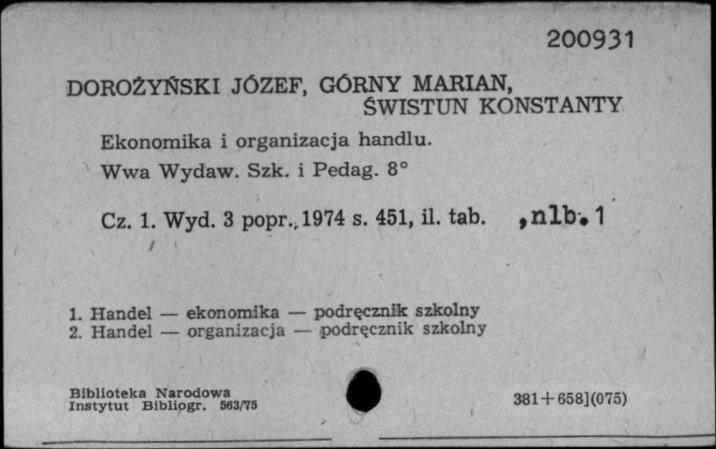 200931
DOROŻYŃSKI JÓZEF, GÓRNY MARIAN,
ŚWISTUN KONSTANTY
Ekonomika i organizacja handlu.
Wwa Wydaw. Szk. i Pedag. 8°
Cz. 1. Wyd. 3 popr., 1974 s. 451, il. tab. ,nlb. 1
1. Handel — ekonomika — podręcznik szkolny
2. Handel — organizacja — podręcznik szkolny
Biblioteka Narodowa
Instytut Bibliogr. 563/75
381+658](075)